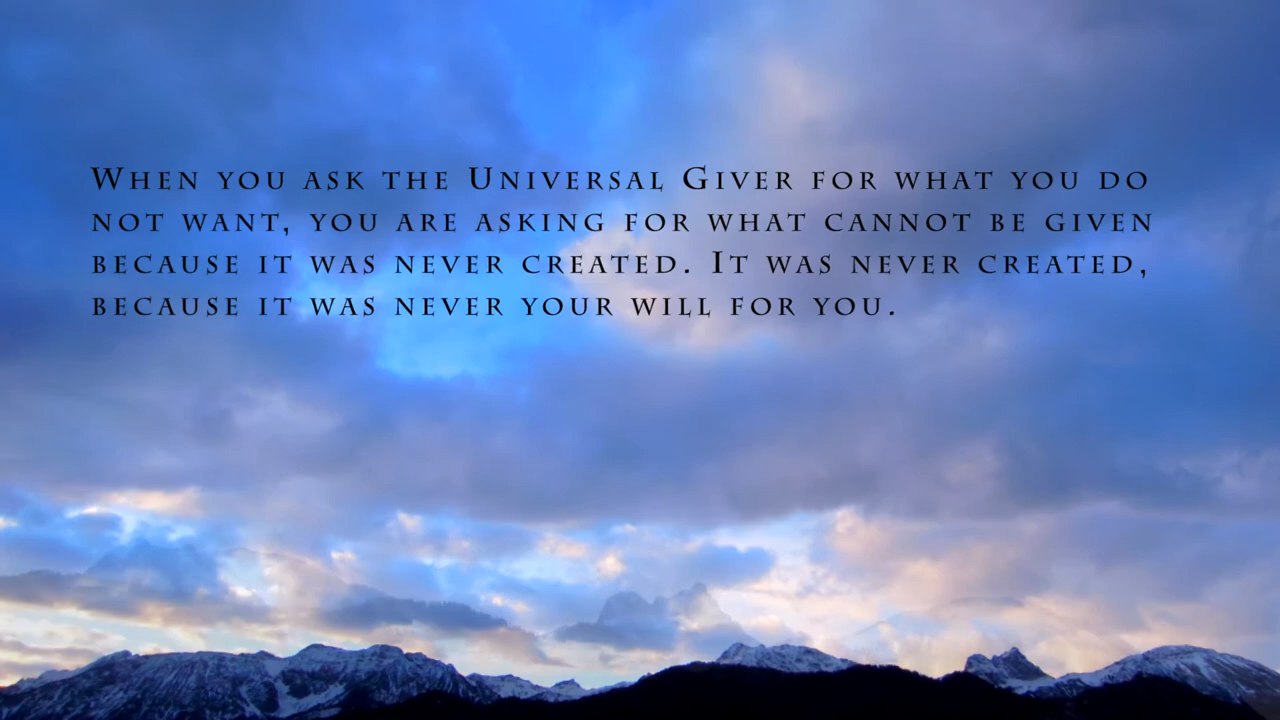 When you ask the Universal Giver for what you do
not want, you are asking for what cannot be given
because it was never created. It was never created,
because it was never your will for you.